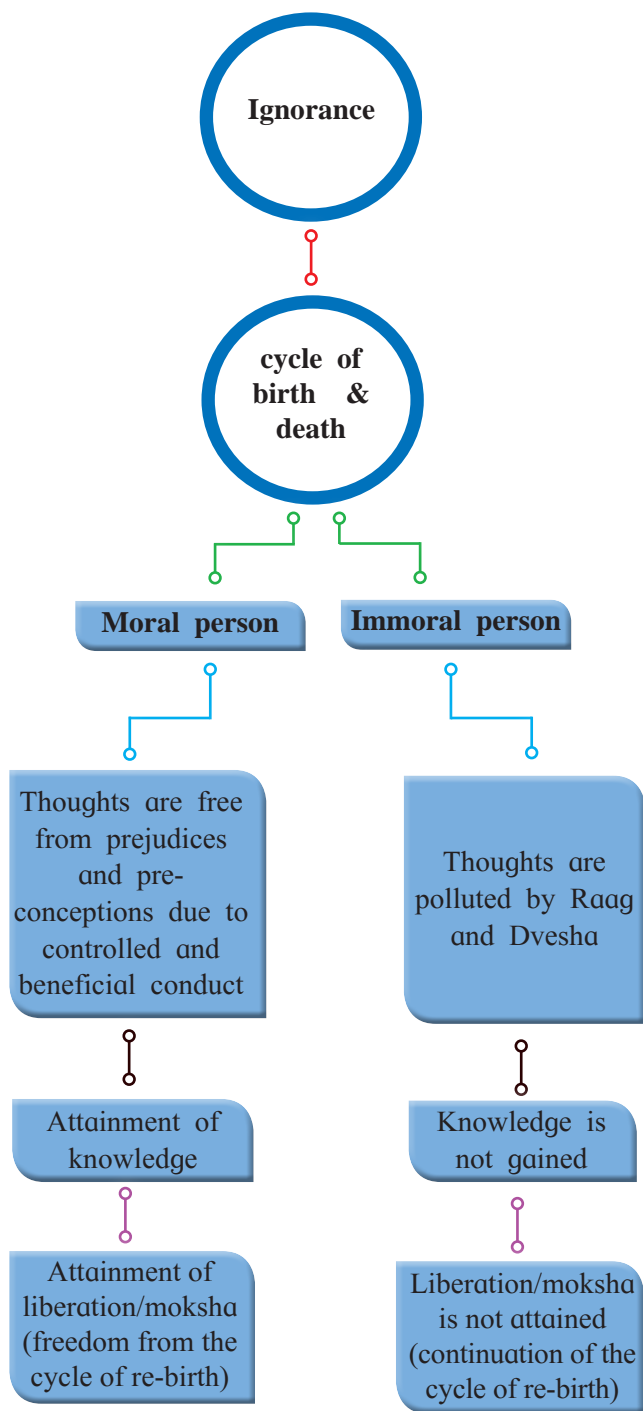 Ignorance
cycle of
birth &
death
Moral person
Immoral person
Thoughts are free
from prejudices
and pre-
conceptions due to
controlled and
beneficial conduct
Thoughts are
polluted by Raag
and Dvesha
Attainment of
knowledge
Knowledge is
not gained
Attainment of
liberation/moksha
(freedom from the
cycle of re-birth)
Liberation/moksha
is not attained
(continuation of the
cycle of re-birth)